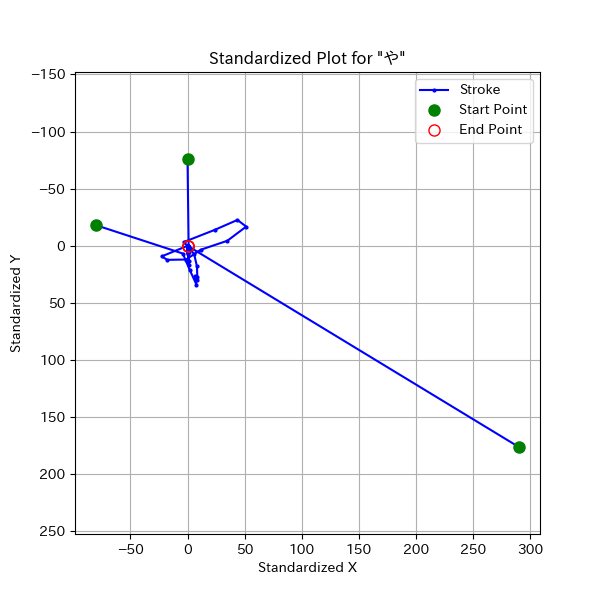 Standardized Plot for "や"
Stroke
Start Point
End Point
−150
−100
−50
0
50
100
150
200
250
Standardized Y
−50 0 50 100 150 200 250 300
Standardized X